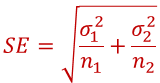 SE = √(σ₁²/n₁ + σ₂²/n₂)